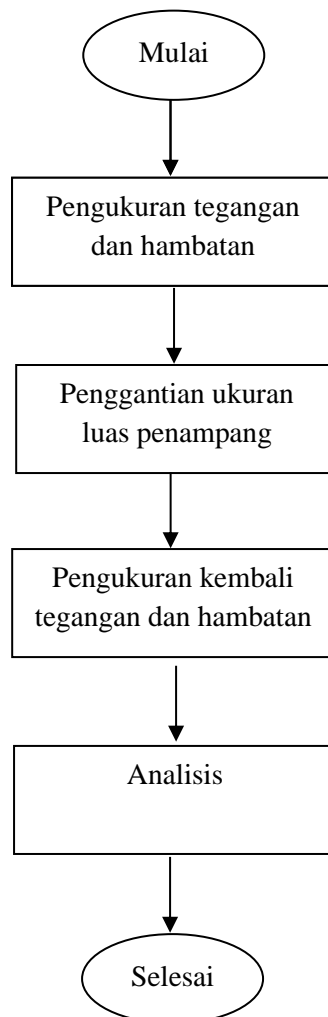 Mulai
Pengukuran tegangan
dan hambatan
Penggantian ukuran
luas penampang
Pengukuran kembali
tegangan dan hambatan
Analisis
Selesai